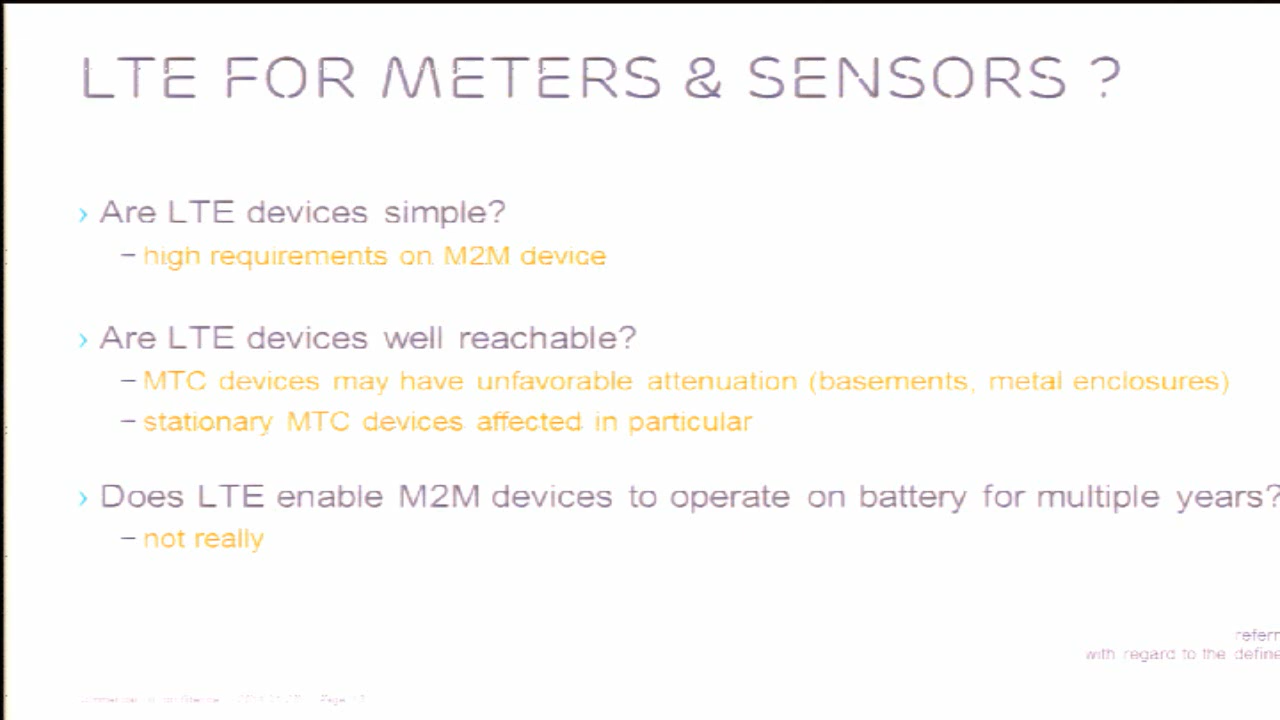 LTE FOR METERS & SENSORS ?
› Are LTE devices simple?
– high requirements on M2M device
› Are LTE devices well reachable?
– MTC devices may have unfavorable attenuation (basements, metal enclosures)
– stationary MTC devices affected in particular
› Does LTE enable M2M devices to operate on battery for multiple years?
– not really
with regard to the
Page